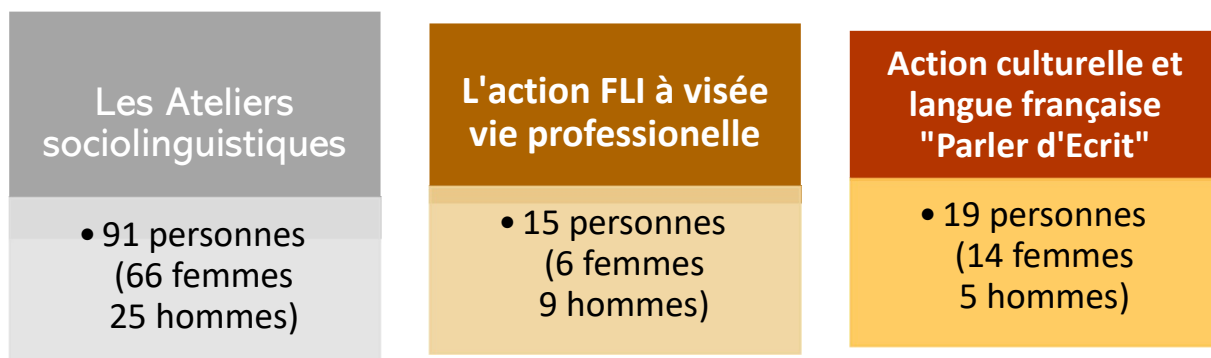 Les Ateliers
sociolinguistiques
• 91 personnes
(66 femmes
25 hommes)
L'action FLI à visée
vie professionelle
• 15 personnes
(6 femmes
9 hommes)
Action culturelle et
langue française
"Parler d'Ecrit"
• 19 personnes
(14 femmes
5 hommes)